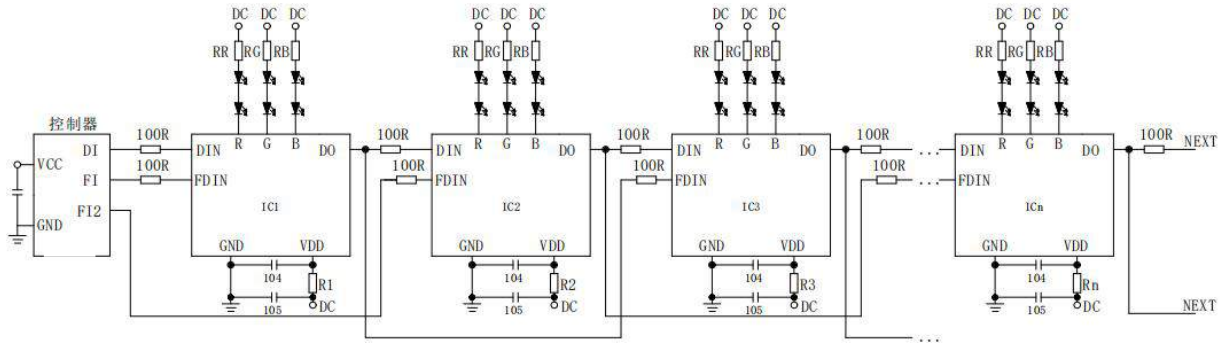 DC DC DC DC DC DC DC DC DC DC DC DC
RR RG RB RR RG RB RR RG RB RR RG RB
控制器 100R 100R 100R 100R 100R
R G B R G B R G B R G B
DI DIN DO DIN DO DIN DO ... DIN DO NEXT
VCC 100R 100R 100R 100R
FI FDIN FDIN FDIN ... FDIN
FI2 IC1 IC2 IC3 ICn
GND GND VDD GND VDD GND VDD GND VDD
104 R1 104 R2 104 R3 104 Rn
105 DC 105 DC 105 DC 105 DC NEXT
...